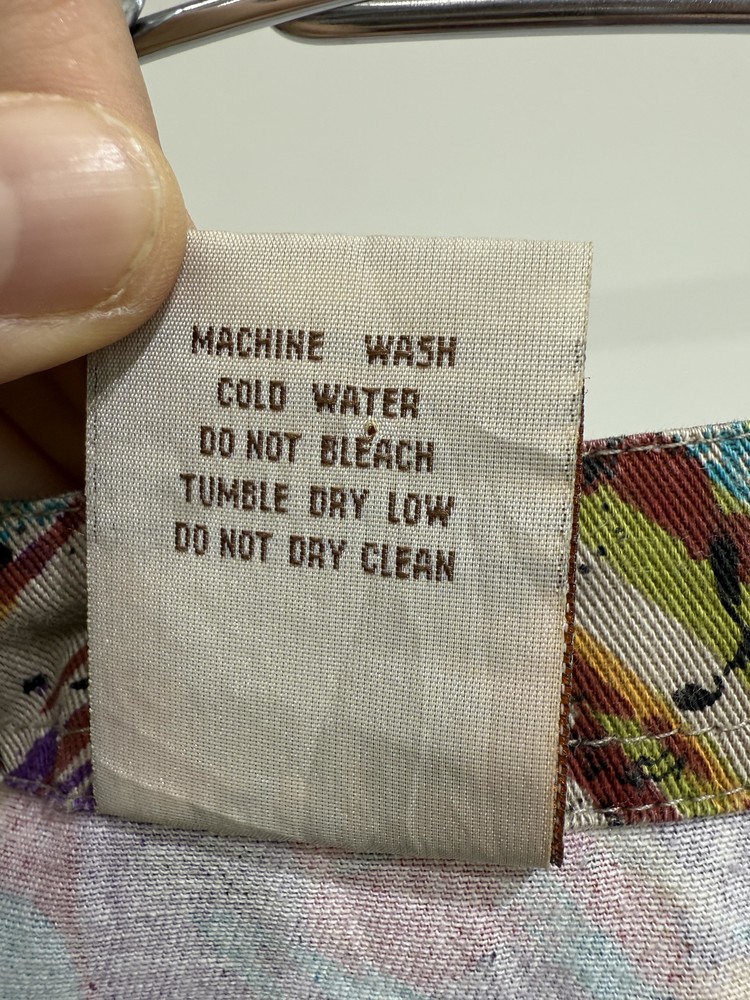 MACHINE WASH
COLD WATER
DO NOT BLEACH
TUMBLE DRY LOW
DO NOT DRY CLEAN